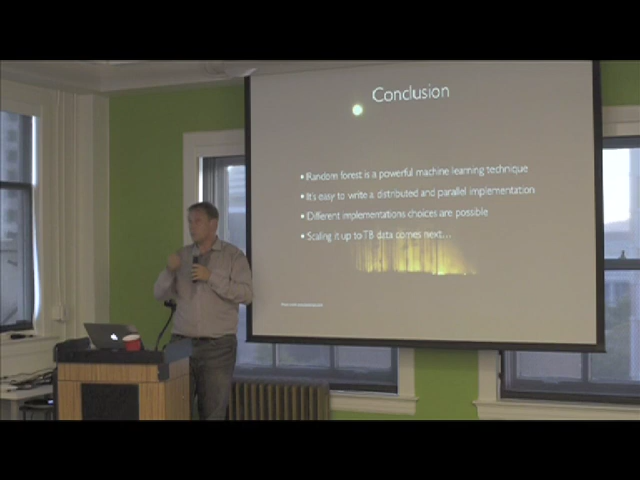 Conclusion
• Random forest is a powerful machine learning technique
• It's easy to write a distributed and parallel implementation
• Different implementations choices are possible
• Scaling it up to TB data comes next...